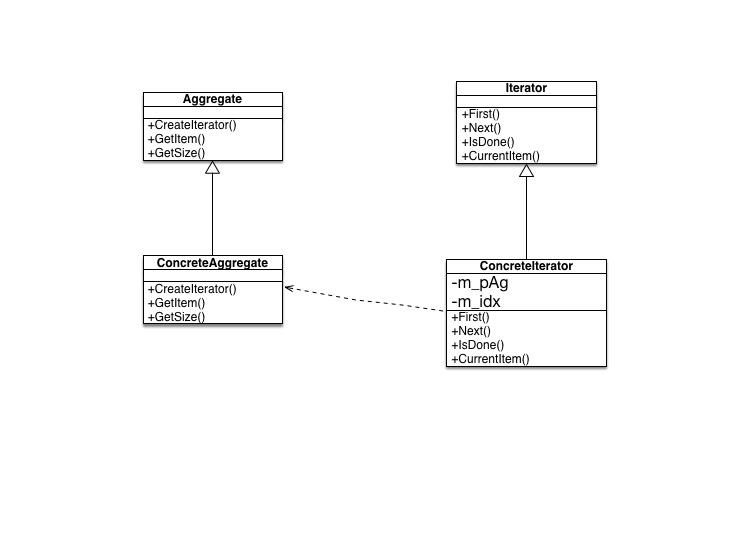 Aggregate
+CreateIterator()
+GetItem()
+GetSize()
Iterator
+First()
+Next()
+IsDone()
+CurrentItem()
ConcreteAggregate
+CreateIterator()
+GetItem()
+GetSize()
ConcreteIterator
-m_pAg
-m_idx
+First()
+Next()
+IsDone()
+CurrentItem()